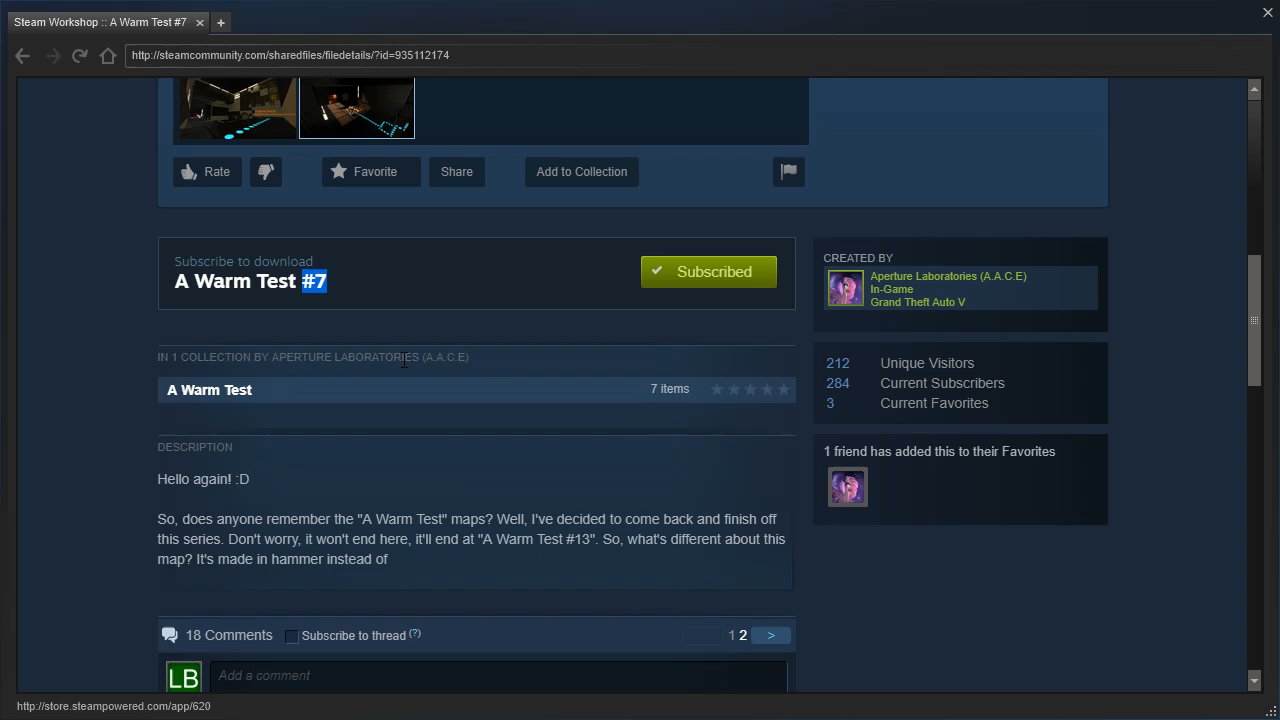 Steam Workshop :: A Warm Test #7
http://steamcommunity.com/sharedfiles/filedetails/?id=935112174
Rate
Favorite
Share
Add to Collection
Subscribe to download
A Warm Test #7
Subscribed
CREATED BY
Aperture Laboratories (A.A.C.E)
In-Game
Grand Theft Auto V
IN 1 COLLECTION BY APERTURE LABORATORIES (A.A.C.E)
A Warm Test
7 items
212 Unique Visitors
284 Current Subscribers
3 Current Favorites
DESCRIPTION
Hello again! :D
So, does anyone remember the "A Warm Test" maps? Well, I've decided to come back and finish off
this series. Don't worry, it won't end here, it'll end at "A Warm Test #13". So, what's different about this
map? It's made in hammer instead of
1 friend has added this to their Favorites
18 Comments
Subscribe to thread (?)
1 2 >
LB
Add a comment
http://store.steampowered.com/app/620